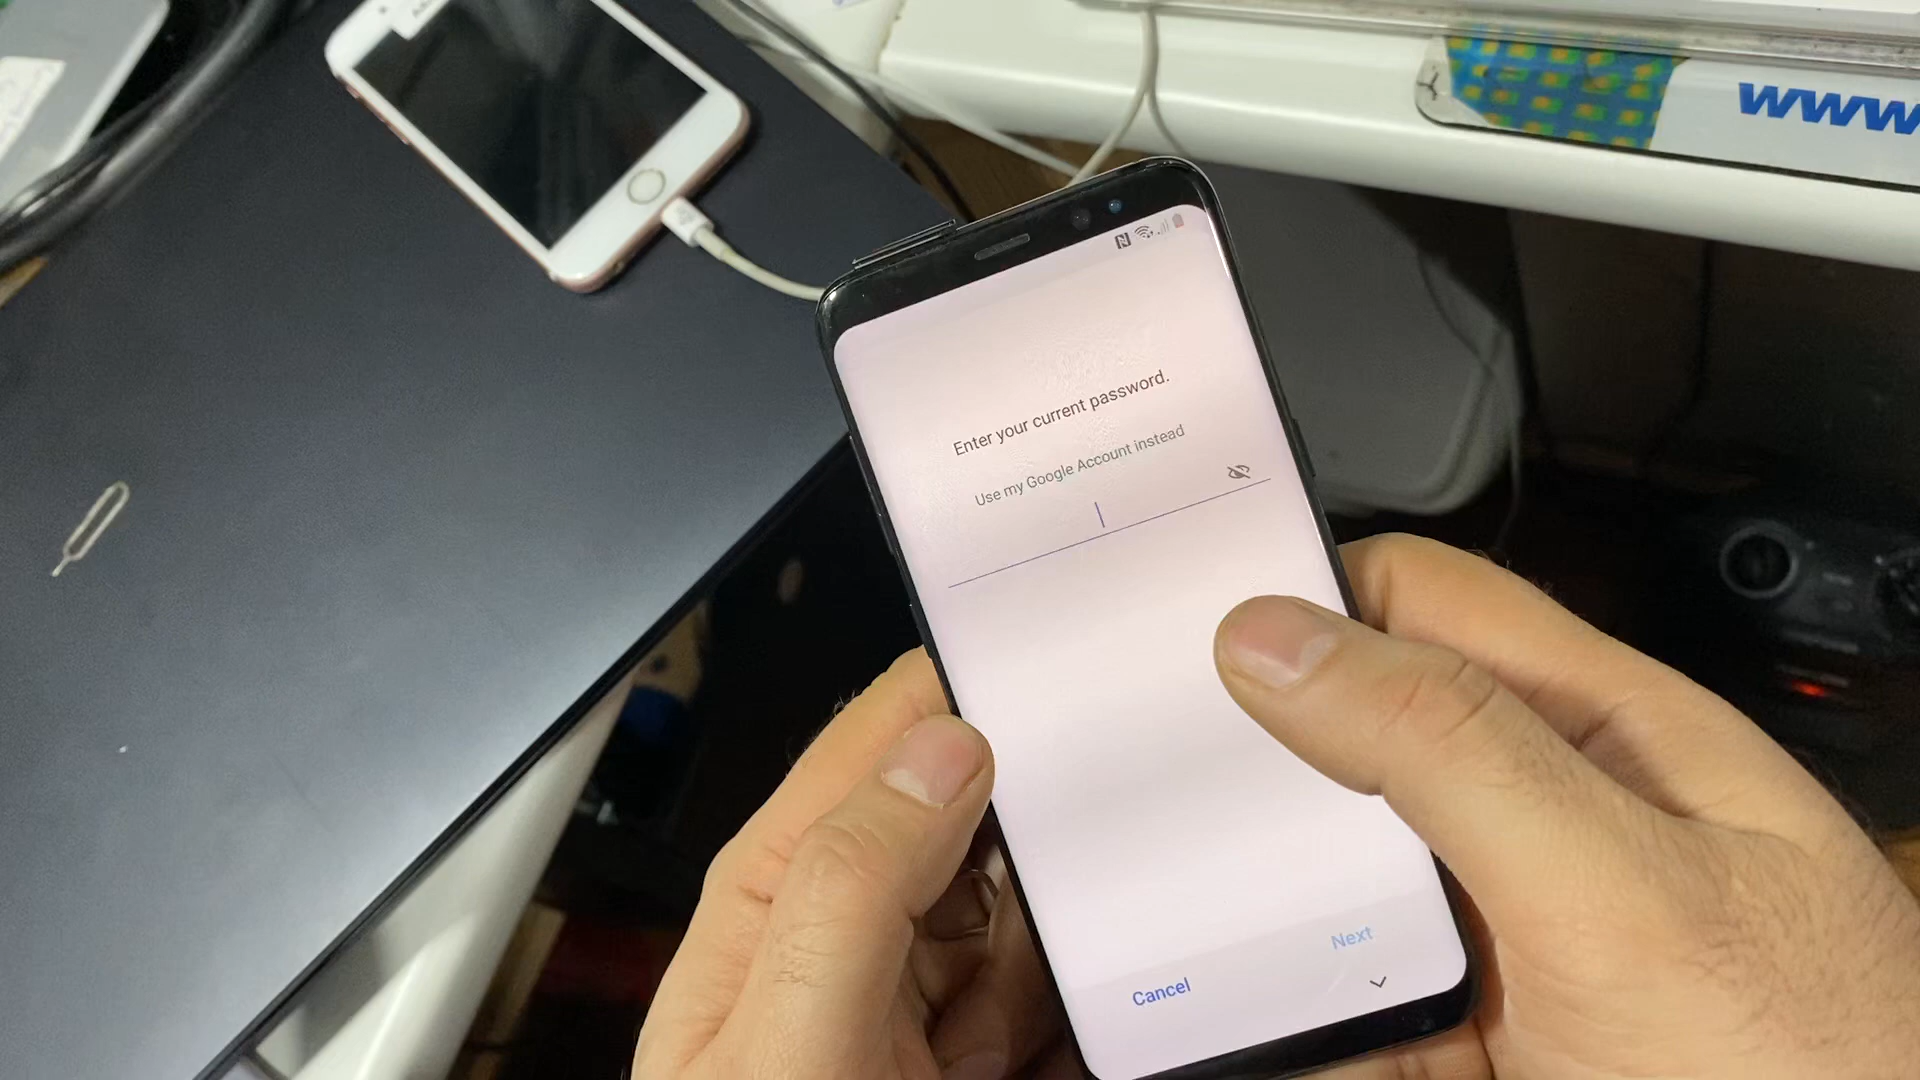 www.
Enter your current password.
Use my Google Account instead
Next
Cancel